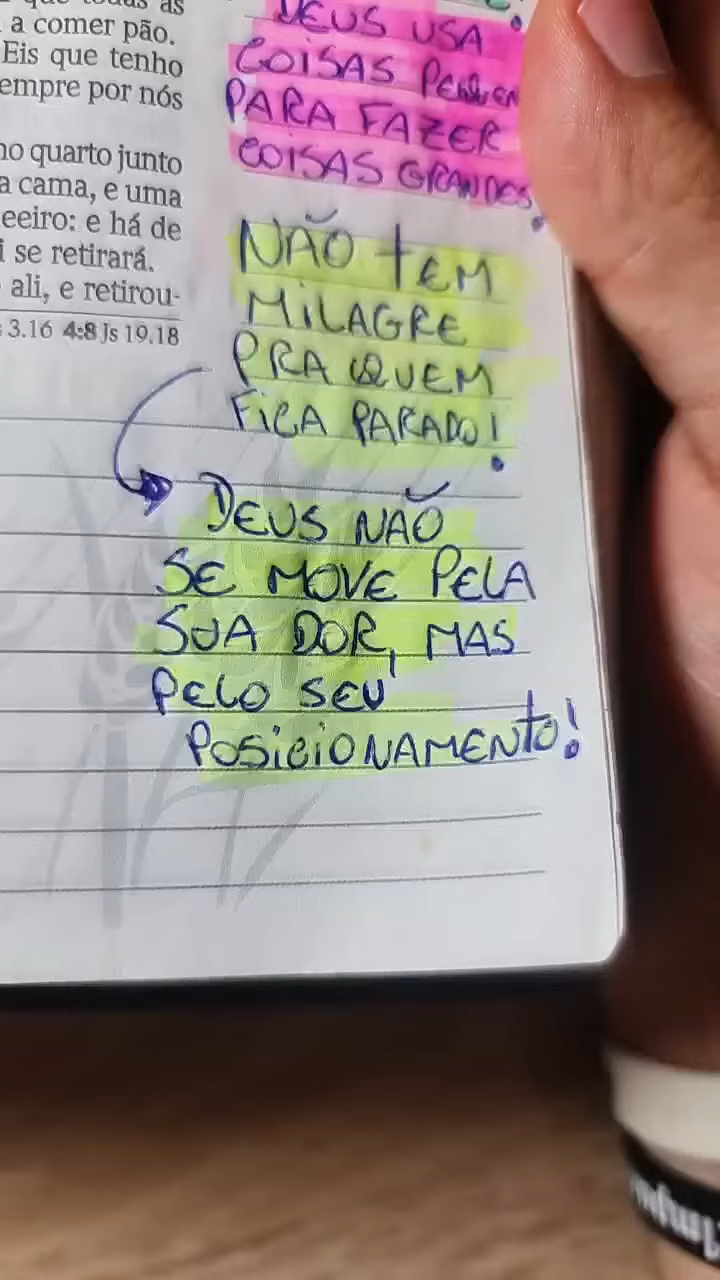 a comer pão.
Eis que tenho
empre por nós
no quarto junto
a cama, e uma
eeiro: e há de
i se retirará.
ali, e retirou-
3.16 4:8 Js 19.18
DEUS USA
COISAS PEQUEN
PARA FAZER
COISAS GRANDES!
NÃO TEM
MILAGRE
PRA QUEM
FICA PARADO!
DEUS NÃO
SE MOVE PELA
SUA DOR, MAS
PELO SEU
POSICIONAMENTO!